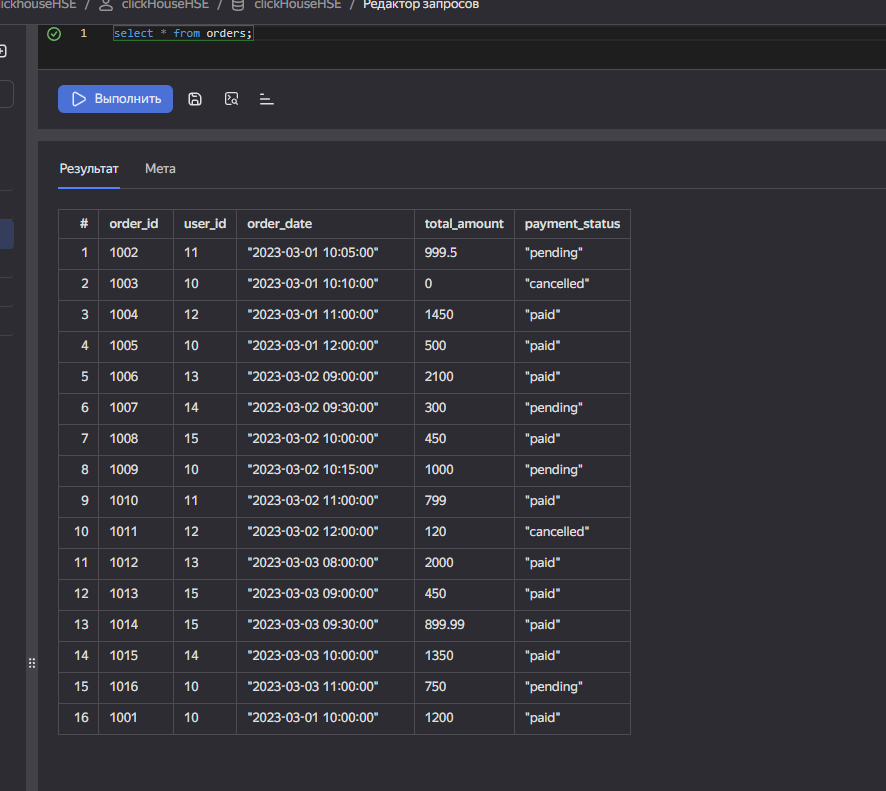 lickhouseHSE / clickHouseHSE / clickHouseHSE / Редактор запросов
1 select * from orders;
Выполнить
Результат Мета
# order_id user_id order_date total_amount payment_status
1 1002 11 "2023-03-01 10:05:00" 999.5 "pending"
2 1003 10 "2023-03-01 10:10:00" 0 "cancelled"
3 1004 12 "2023-03-01 11:00:00" 1450 "paid"
4 1005 10 "2023-03-01 12:00:00" 500 "paid"
5 1006 13 "2023-03-02 09:00:00" 2100 "paid"
6 1007 14 "2023-03-02 09:30:00" 300 "pending"
7 1008 15 "2023-03-02 10:00:00" 450 "paid"
8 1009 10 "2023-03-02 10:15:00" 1000 "pending"
9 1010 11 "2023-03-02 11:00:00" 799 "paid"
10 1011 12 "2023-03-02 12:00:00" 120 "cancelled"
11 1012 13 "2023-03-03 08:00:00" 2000 "paid"
12 1013 15 "2023-03-03 09:00:00" 450 "paid"
13 1014 15 "2023-03-03 09:30:00" 899.99 "paid"
14 1015 14 "2023-03-03 10:00:00" 1350 "paid"
15 1016 10 "2023-03-03 11:00:00" 750 "pending"
16 1001 10 "2023-03-01 10:00:00" 1200 "paid"